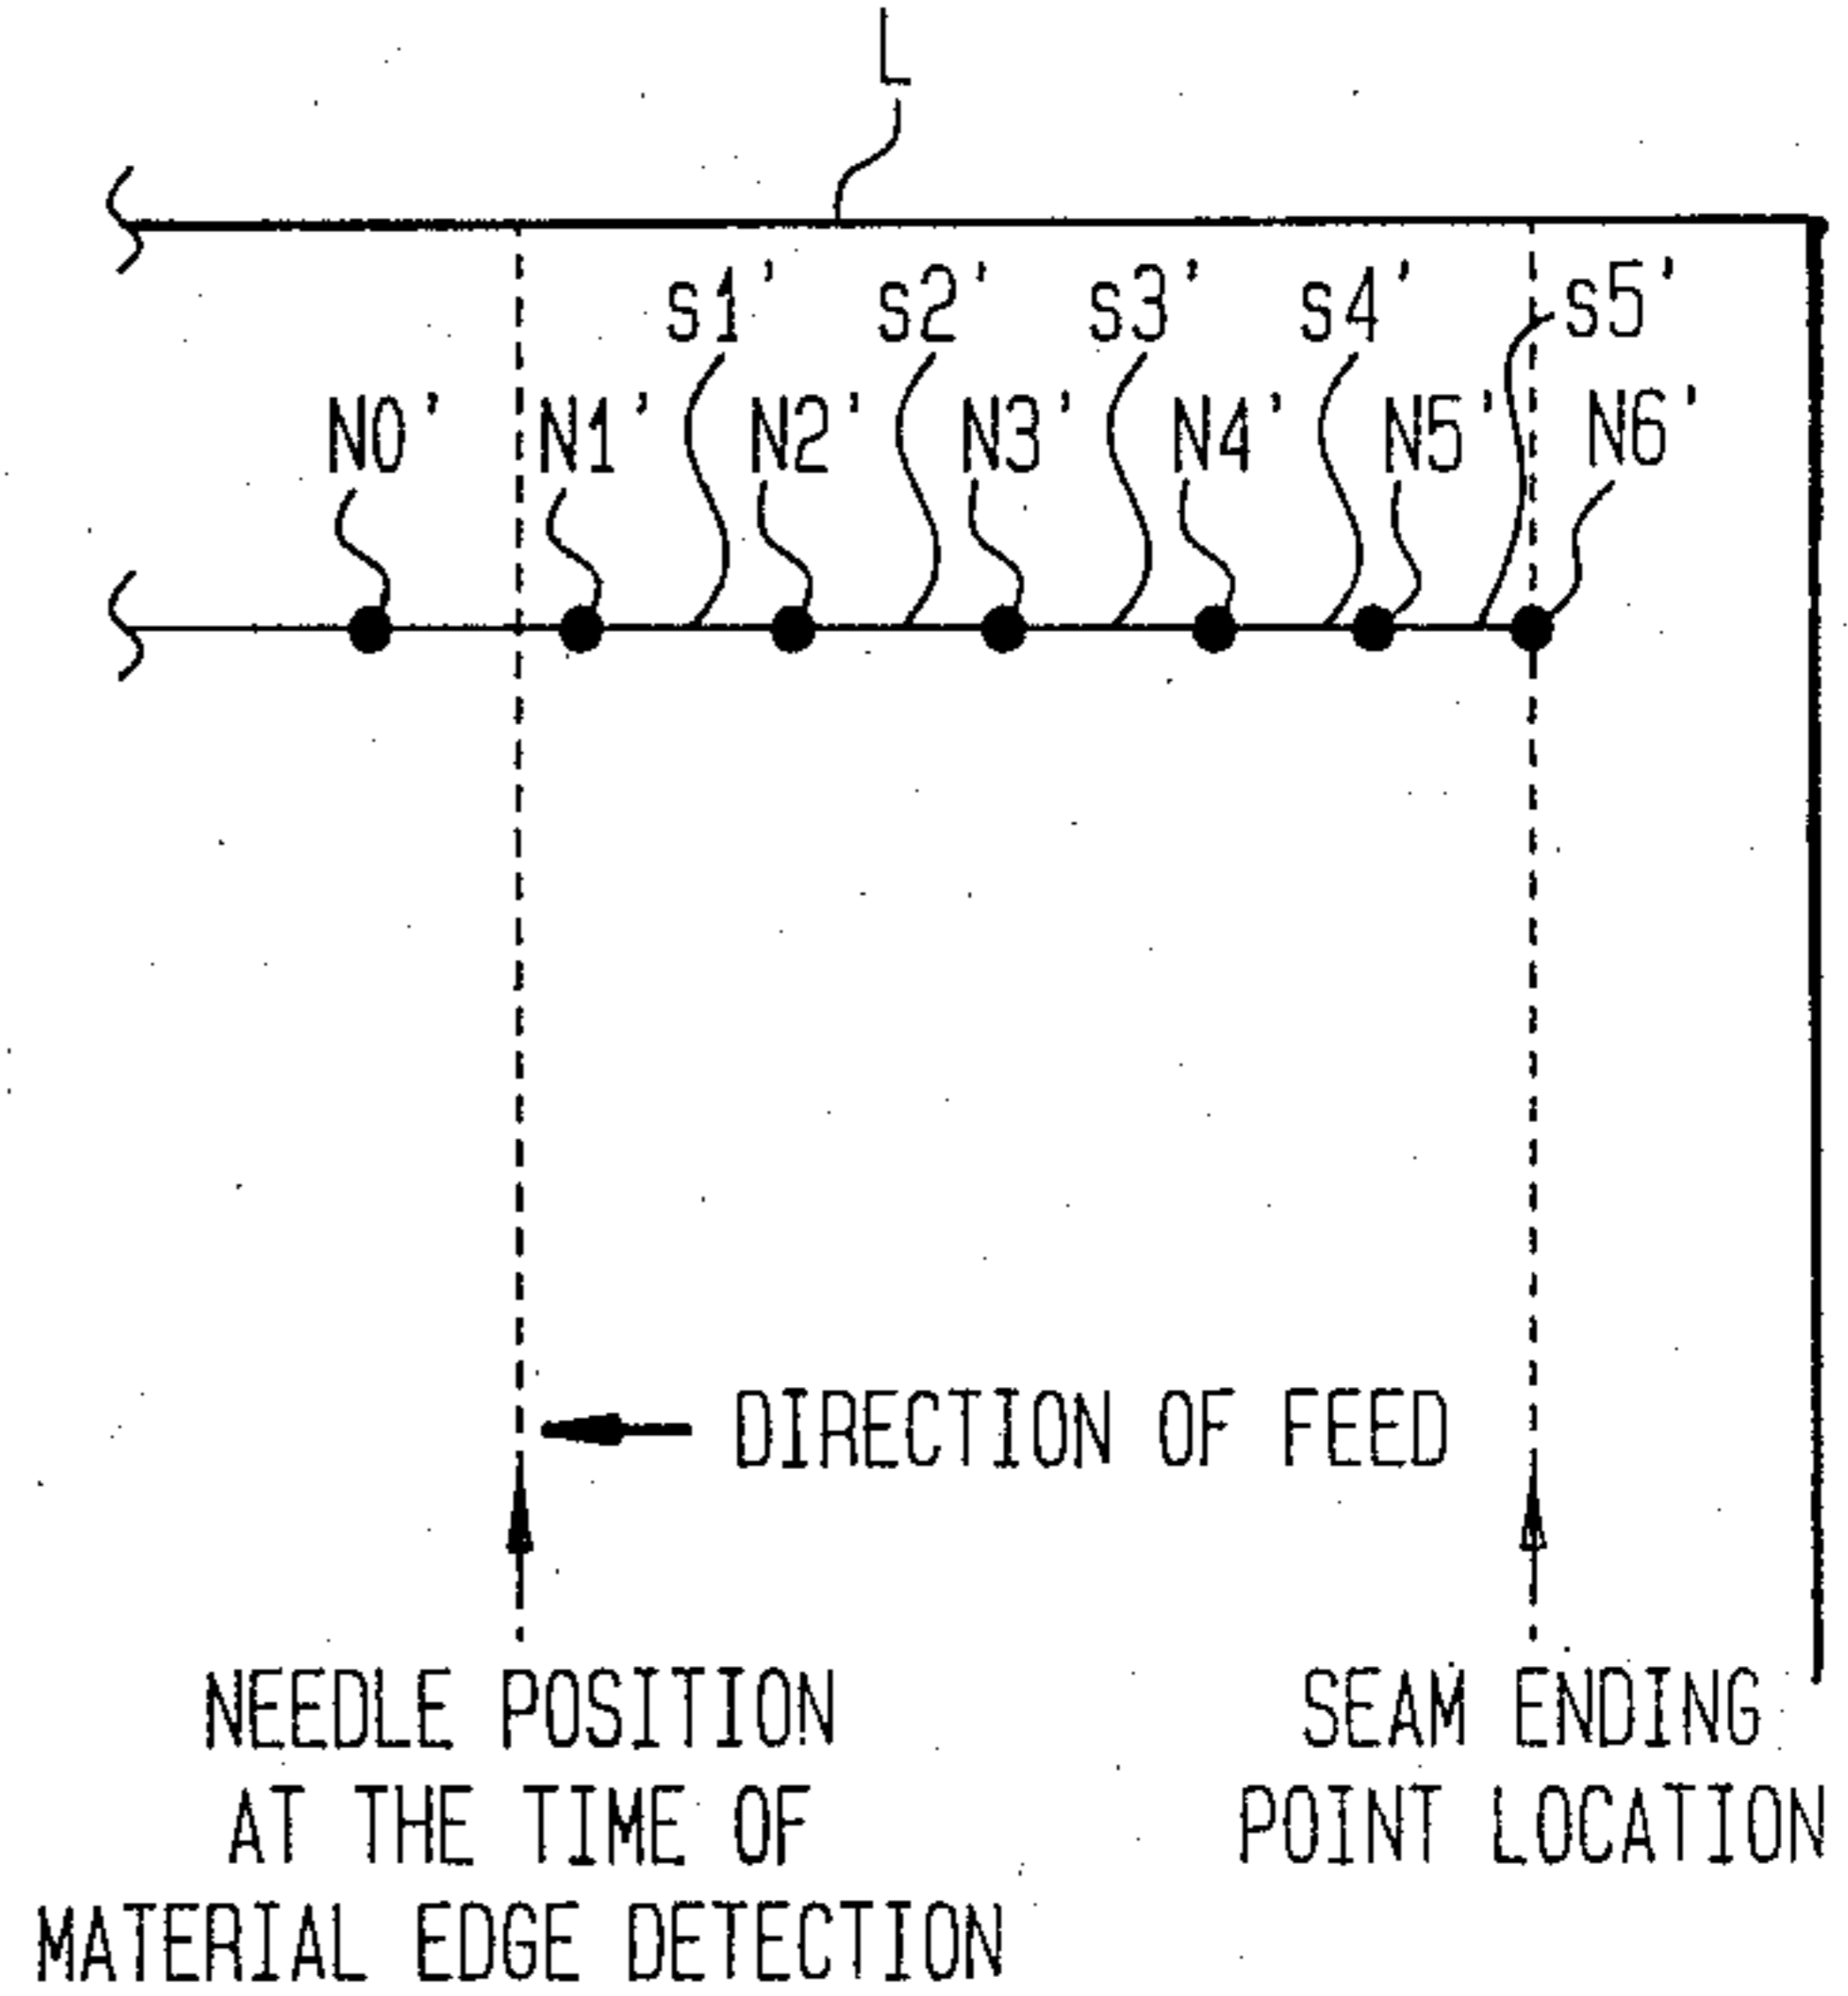 L
s1' s2' s3' s4' s5'
N0' N1' N2' N3' N4' N5' N6'
DIRECTION OF FEED
NEEDLE POSITION
AT THE TIME OF
MATERIAL EDGE DETECTION
SEAM ENDING
POINT LOCATION